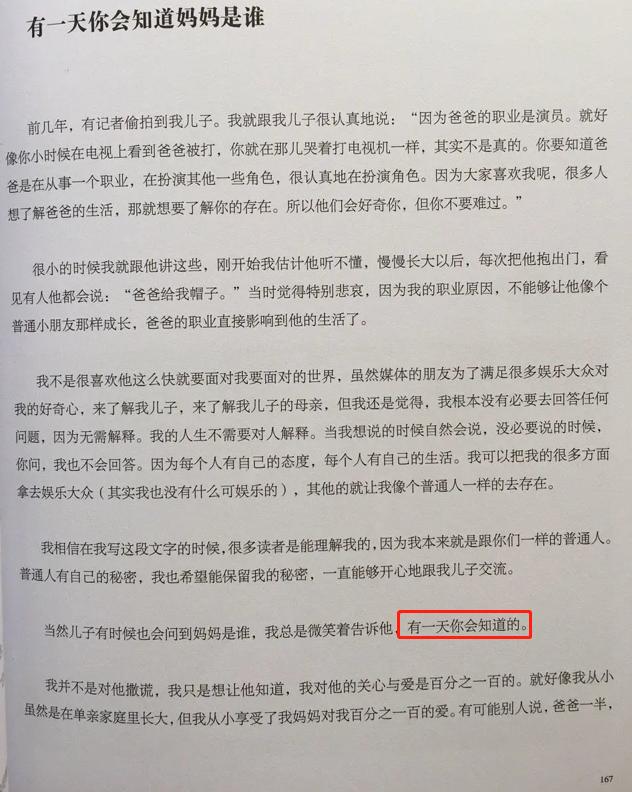 有一天你会知道妈妈是谁
前几年，有记者偷拍到我儿子。我就跟我儿子很认真地说：“因为爸爸的职业是演员。就好
像你小时候在电视上看到爸爸被打，你就在那儿哭着打电视机一样，其实不是真的。你要知道爸
爸是在从事一个职业，在扮演其他一些角色，很认真地在扮演角色。因为大家喜欢我呢，很多人
想了解爸爸的生活，那就想要了解你的存在。所以他们会好奇你，但你不要难过。”
很小的时候我就跟他讲这些，刚开始我估计他听不懂，慢慢长大以后，每次把他抱出门，看
见有人他都会说：“爸爸给我帽子。”当时觉得特别悲哀，因为我的职业原因，不能够让他像个
普通小朋友那样成长，爸爸的职业直接影响到他的生活了。
我不是很喜欢他这么快就要面对我要面对的世界，虽然媒体的朋友为了满足很多娱乐大众对
我的好奇心，来了解我儿子，来了解我儿子的母亲，但我还是觉得，我根本没有必要去回答任何
问题，因为无需解释。我的人生不需要对人解释。当我想说的时候自然会说，没必要说的时候，
你问，我也不会回答。因为每个人有自己的态度，每个人有自己的生活。我可以把我的很多方面
拿去娱乐大众（其实我也没有什么可娱乐的），其他的就让我像个普通人一样的去存在。
我相信在我写这段文字的时候，很多读者是能理解我的，因为我本来就是跟你们一样的普通人。
普通人有自己的秘密，我也希望能保留我的秘密，一直能够开心地跟我儿子交流。
当然儿子有时候也会问到妈妈是谁，我总是微笑着告诉他，有一天你会知道的。
我并不是对他撒谎，我只是想让他知道，我对他的关心与爱是百分之一百的。就好像我从小
虽然是在单亲家庭里长大，但我从小享受了我妈妈对我百分之一百的爱。有可能别人说，爸爸一半，
167